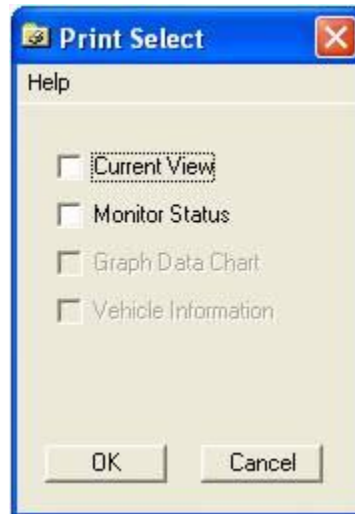 Print Select
Help
Current View
Monitor Status
Graph Data Chart
Vehicle Information
OK Cancel